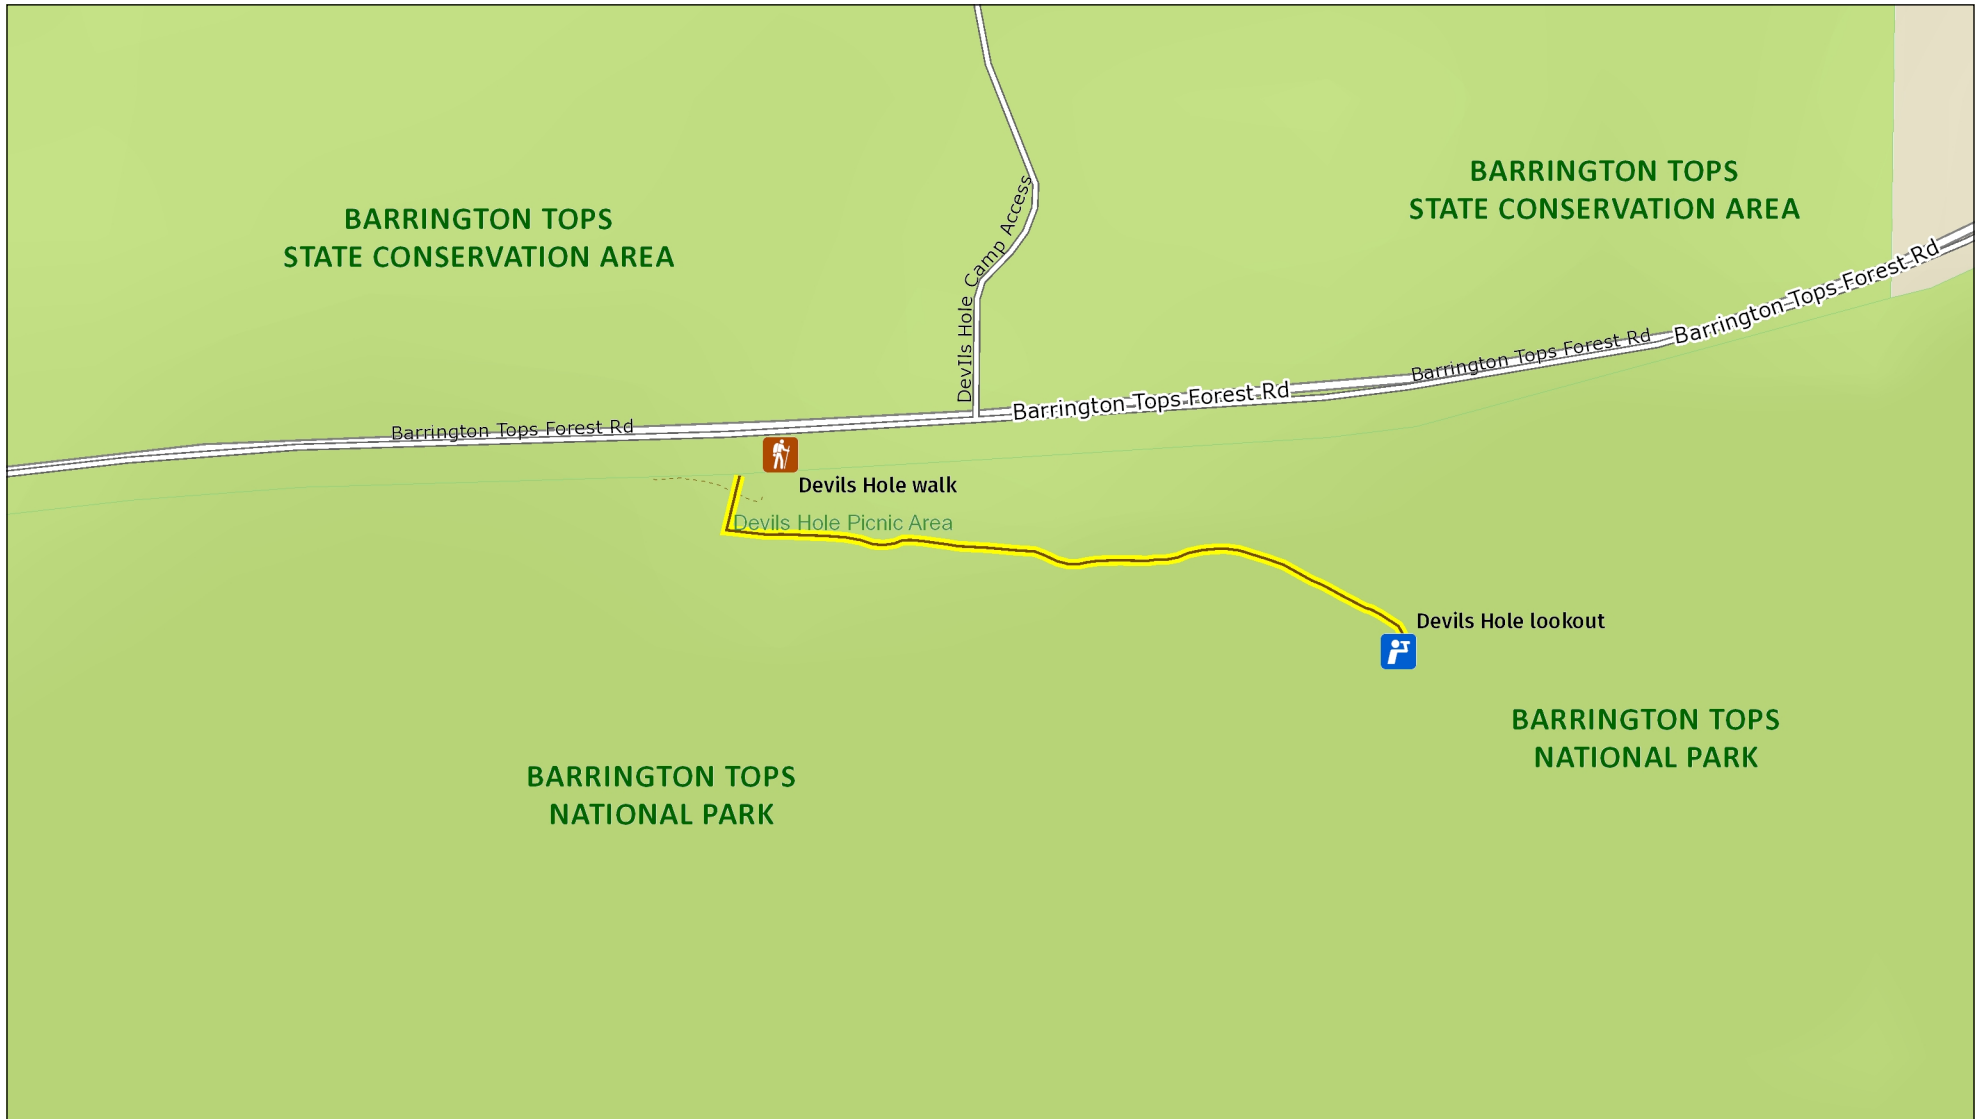 BARRINGTON TOPS
STATE CONSERVATION AREA
BARRINGTON TOPS
STATE CONSERVATION AREA
Devils Hole Camp Access
Barrington Tops Forest Rd
Barrington Tops Forest Rd
Barrington Tops Forest Rd
Barrington Tops Forest Rd
Devils Hole walk
Devils Hole Picnic Area
Devils Hole lookout
BARRINGTON TOPS
NATIONAL PARK
BARRINGTON TOPS
NATIONAL PARK